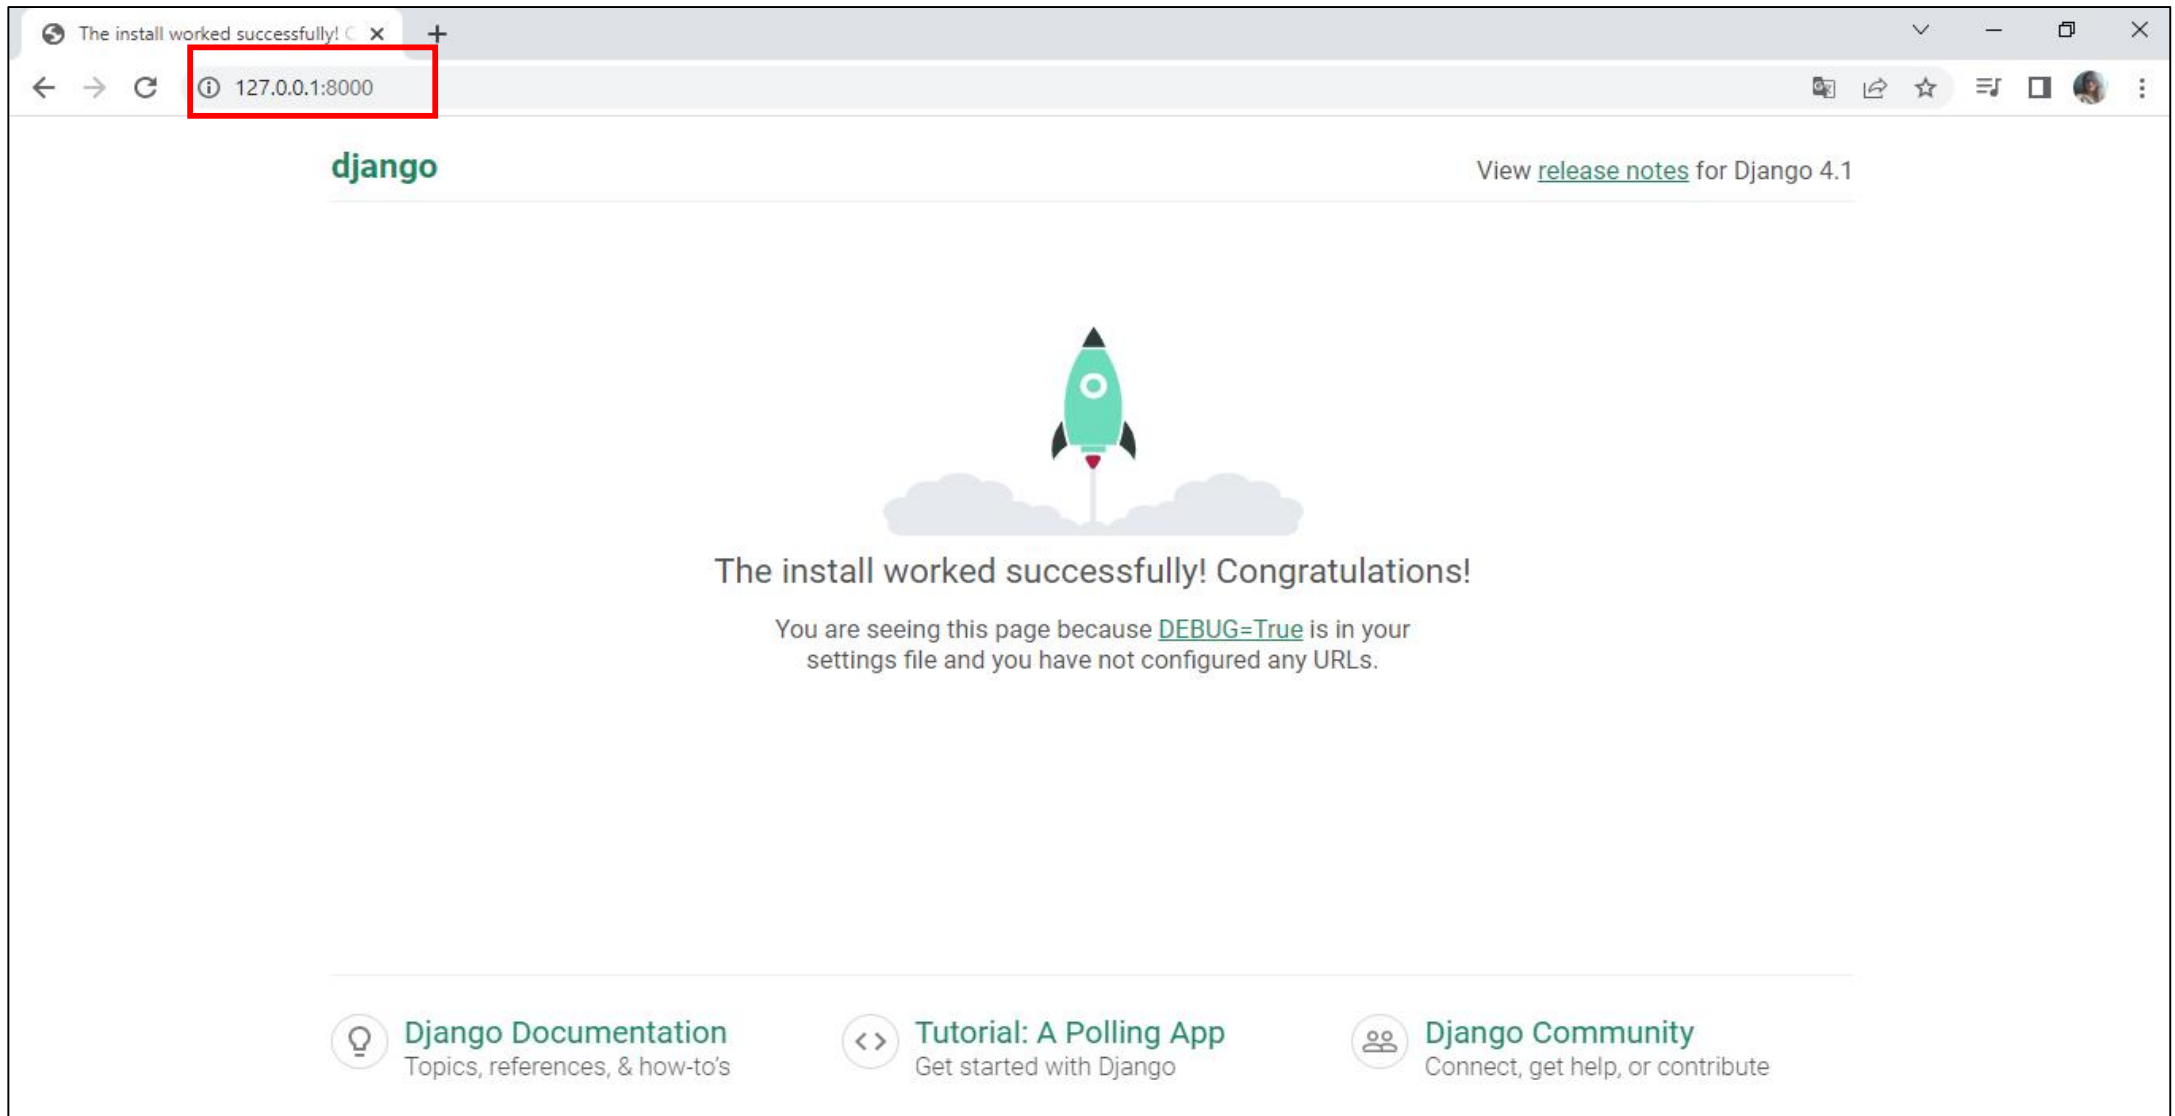 The install worked successfully! C
127.0.0.1:8000
django
View release notes for Django 4.1
The install worked successfully! Congratulations!
You are seeing this page because DEBUG=True is in your
settings file and you have not configured any URLs.
Django Documentation
Topics, references, & how-to's
Tutorial: A Polling App
Get started with Django
Django Community
Connect, get help, or contribute